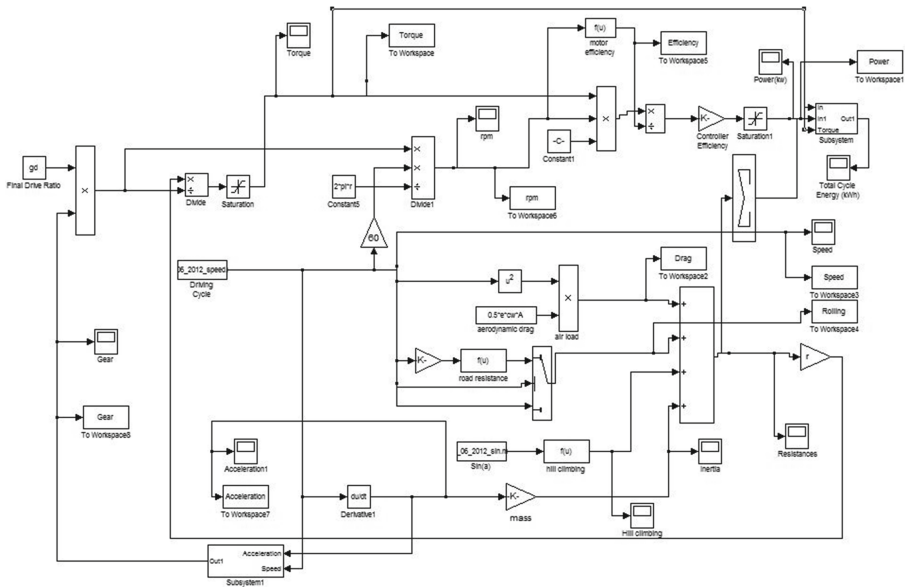 Torque
Torque
To Workspace
f(u)
motor
efficiency
Efficiency
To Workspace5
Power(kw)
Power
To Workspace1
In
In1
Torque
Out1
Subsystem
rpm
-C-
Constant1
K-
Controller
Efficiency
Saturation1
Total Cycle
Energy (kWh)
gd
Final Drive Ratio
Divide
Saturation
2*pi*r
Constant5
Divide1
rpm
To Workspace6
60
Speed
Speed
To Workspace3
06_2012_speed
Driving
Cycle
u²
0.5*e*cw*A
aerodynamic drag
air load
Drag
To Workspace2
Rolling
To Workspace4
Gear
Gear
To Workspace8
K-
f(u)
road resistance
r
Resistances
Acceleration1
Acceleration
To Workspace7
_06_2012_sin.m
Sin(a)
f(u)
hill climbing
Inertia
du/dt
Derivative1
-K-
mass
Hill climbing
Out1
Acceleration
Speed
Subsystem1